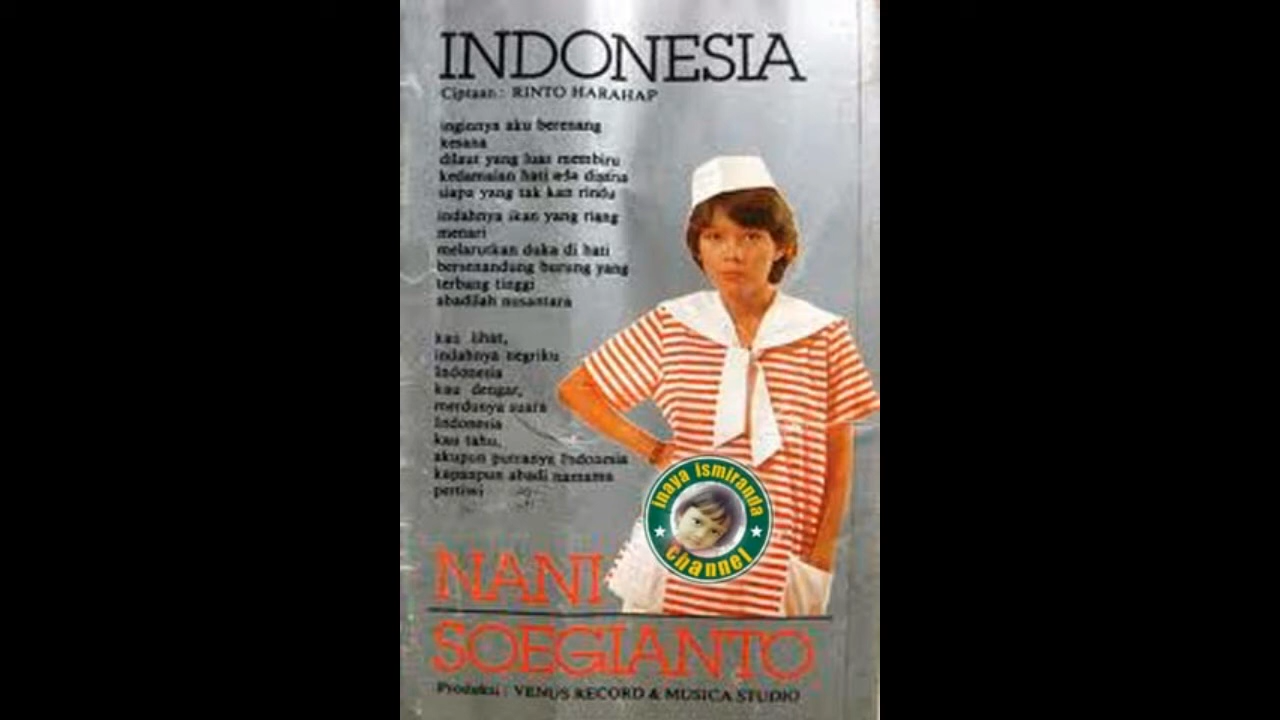 INDONESIA
Ciptaan : RINTO HARAHAP
inginnya aku berenang
kesana
dilaut yang luas membiru
kedamaian hati ada disana
siapa yang tak kan rindu
indahnya ikan yang riang
menari
melarutkan duka di hati
bersenandung burung yang
terbang tinggi
abadilah nusantara
kau lihat,
indahnya negriku
Indonesia
kau dengar,
merdunya suara
Indonesia
kau tahu,
akupun putranya Indonesia
kapanpun abadi namamu
pertiwi
inaya ismiranda
channel
NANI
SOEGIANTO
Produksi : VENUS RECORD & MUSICA STUDIO